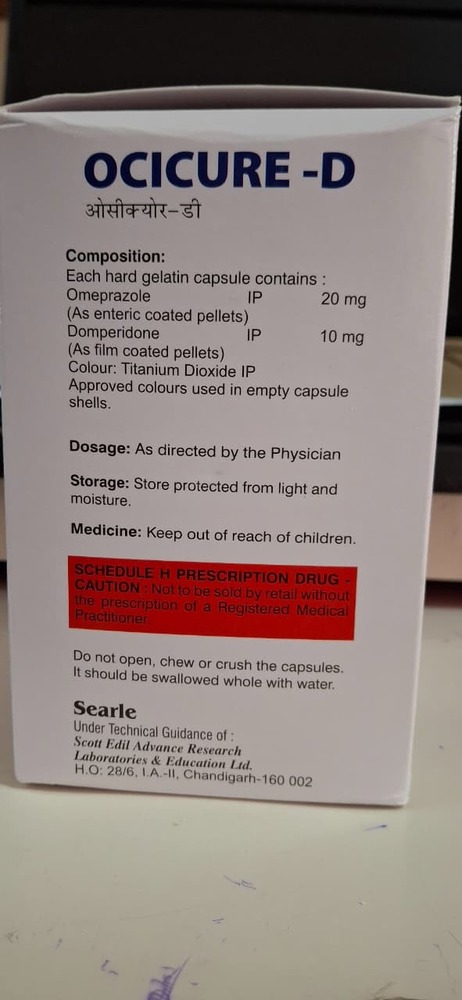 OCICURE -D
ओसीक्योर-डी
Composition:
Each hard gelatin capsule contains :
Omeprazole IP 20 mg
(As enteric coated pellets)
Domperidone IP 10 mg
(As film coated pellets)
Colour: Titanium Dioxide IP
Approved colours used in empty capsule
shells.
Dosage: As directed by the Physician
Storage: Store protected from light and
moisture.
Medicine: Keep out of reach of children.
SCHEDULE H PRESCRIPTION DRUG -
CAUTION : Not to be sold by retail without
the prescription of a Registered Medical
Practitioner.
Do not open, chew or crush the capsules.
It should be swallowed whole with water.
Searle
Under Technical Guidance of :
Scott Edil Advance Research
Laboratories & Education Ltd.
H.O: 28/6, I.A.-II, Chandigarh-160 002